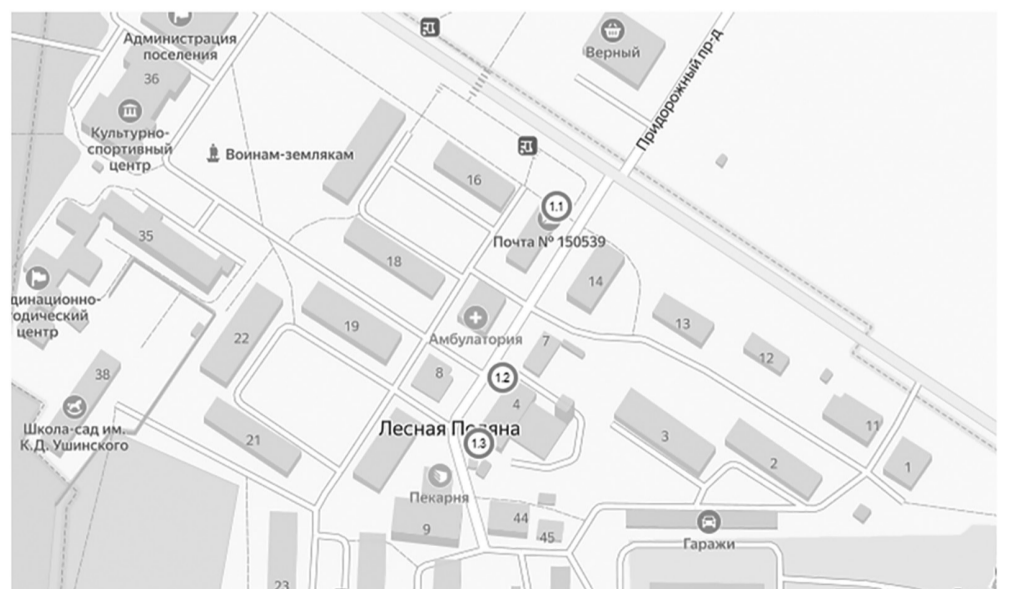 Администрация
поселения
Верный
Придорожный пр-д
36
Культурно-
спортивный
центр
Воинам-землякам
16
1.1
Почта № 150539
35
18
14
динационно-
одический
центр
13
22
19
Амбулатория
7
12
8
1.2
38
4
Школа-сад им.
К.Д. Ушинского
Лесная Поляна
1.3
21
3
11
2
1
Пекарня
9
44
45
Гаражи
23